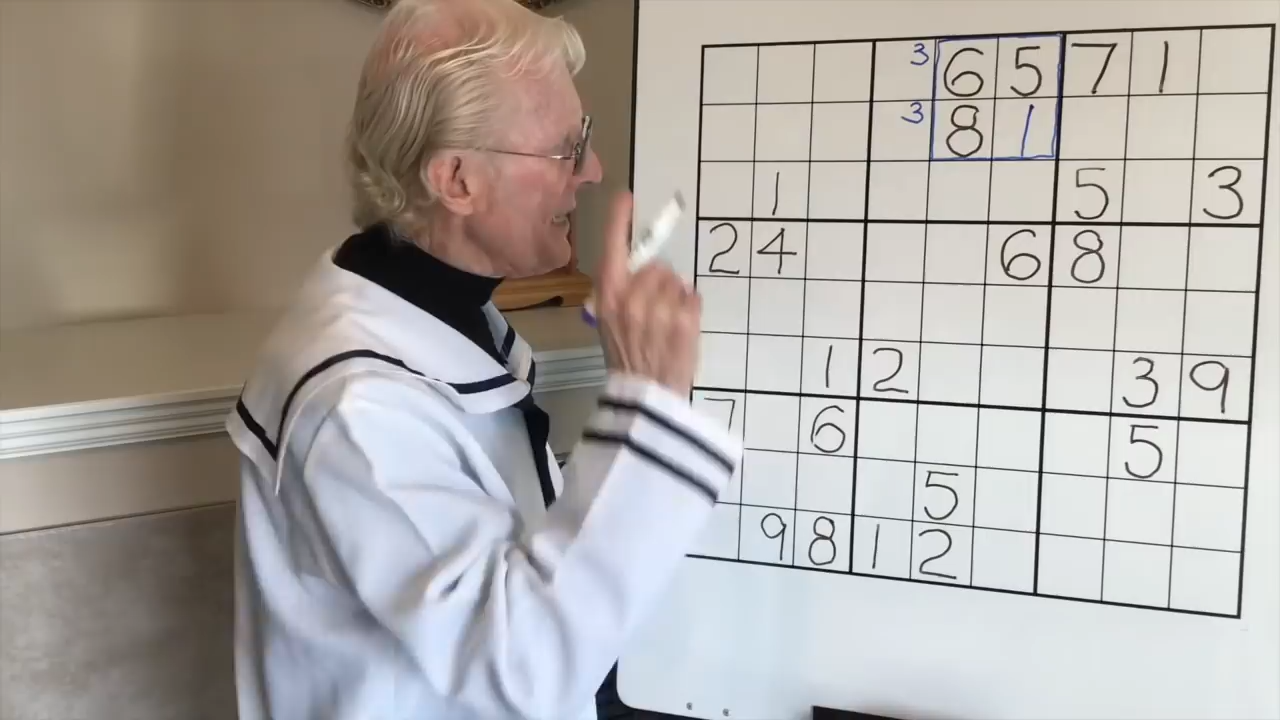 3 6 5 7 1
3 8 1
1 5 3
2 4 6 8
1 2 3 9
7 6 5
5
9 8 1 2